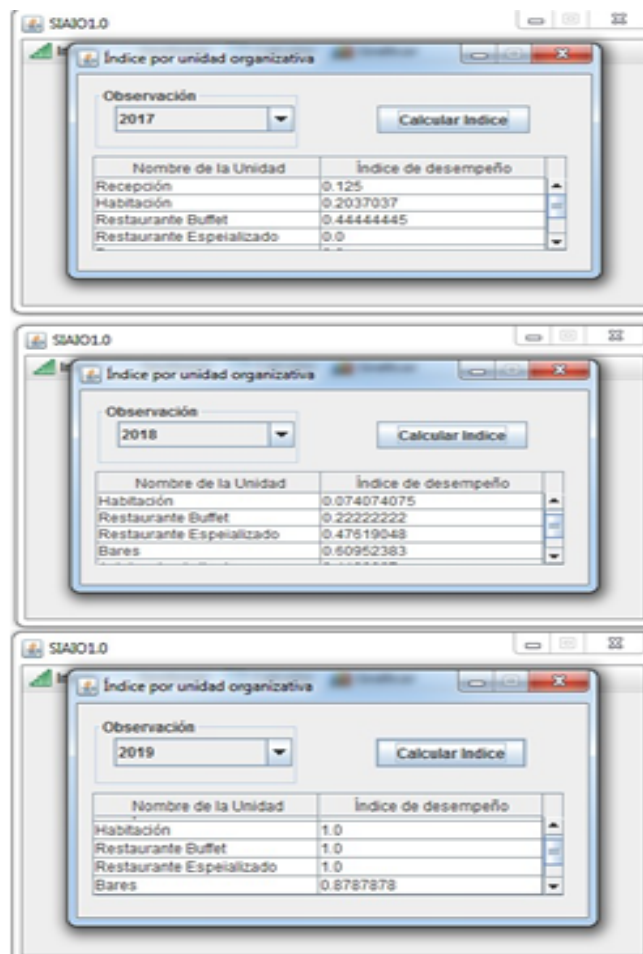 SIAIO1.0
Índice por unidad organizativa
Observación
2017 Calcular Indice
Nombre de la Unidad Índice de desempeño
Recepción 0.125
Habitación 0.2037037
Restaurante Buffet 0.44444445
Restaurante Espeializado 0.0
SIAIO1.0
Índice por unidad organizativa
Observación
2018 Calcular Indice
Nombre de la Unidad Índice de desempeño
Habitación 0.074074075
Restaurante Buffet 0.22222222
Restaurante Espeializado 0.47619048
Bares 0.60952383
SIAIO1.0
Índice por unidad organizativa
Observación
2019 Calcular Indice
Nombre de la Unidad Índice de desempeño
Habitación 1.0
Restaurante Buffet 1.0
Restaurante Espeializado 1.0
Bares 0.8787878